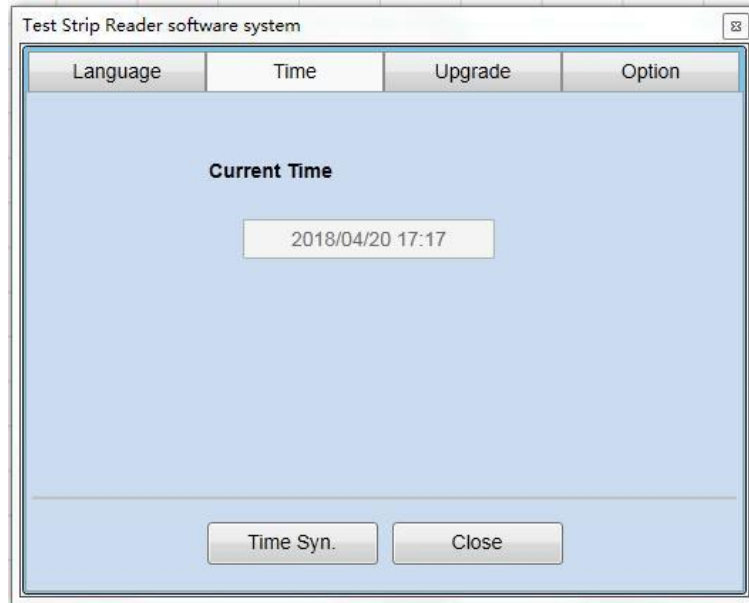 Test Strip Reader software system
Language Time Upgrade Option
Current Time
2018/04/20 17:17
Time Syn. Close